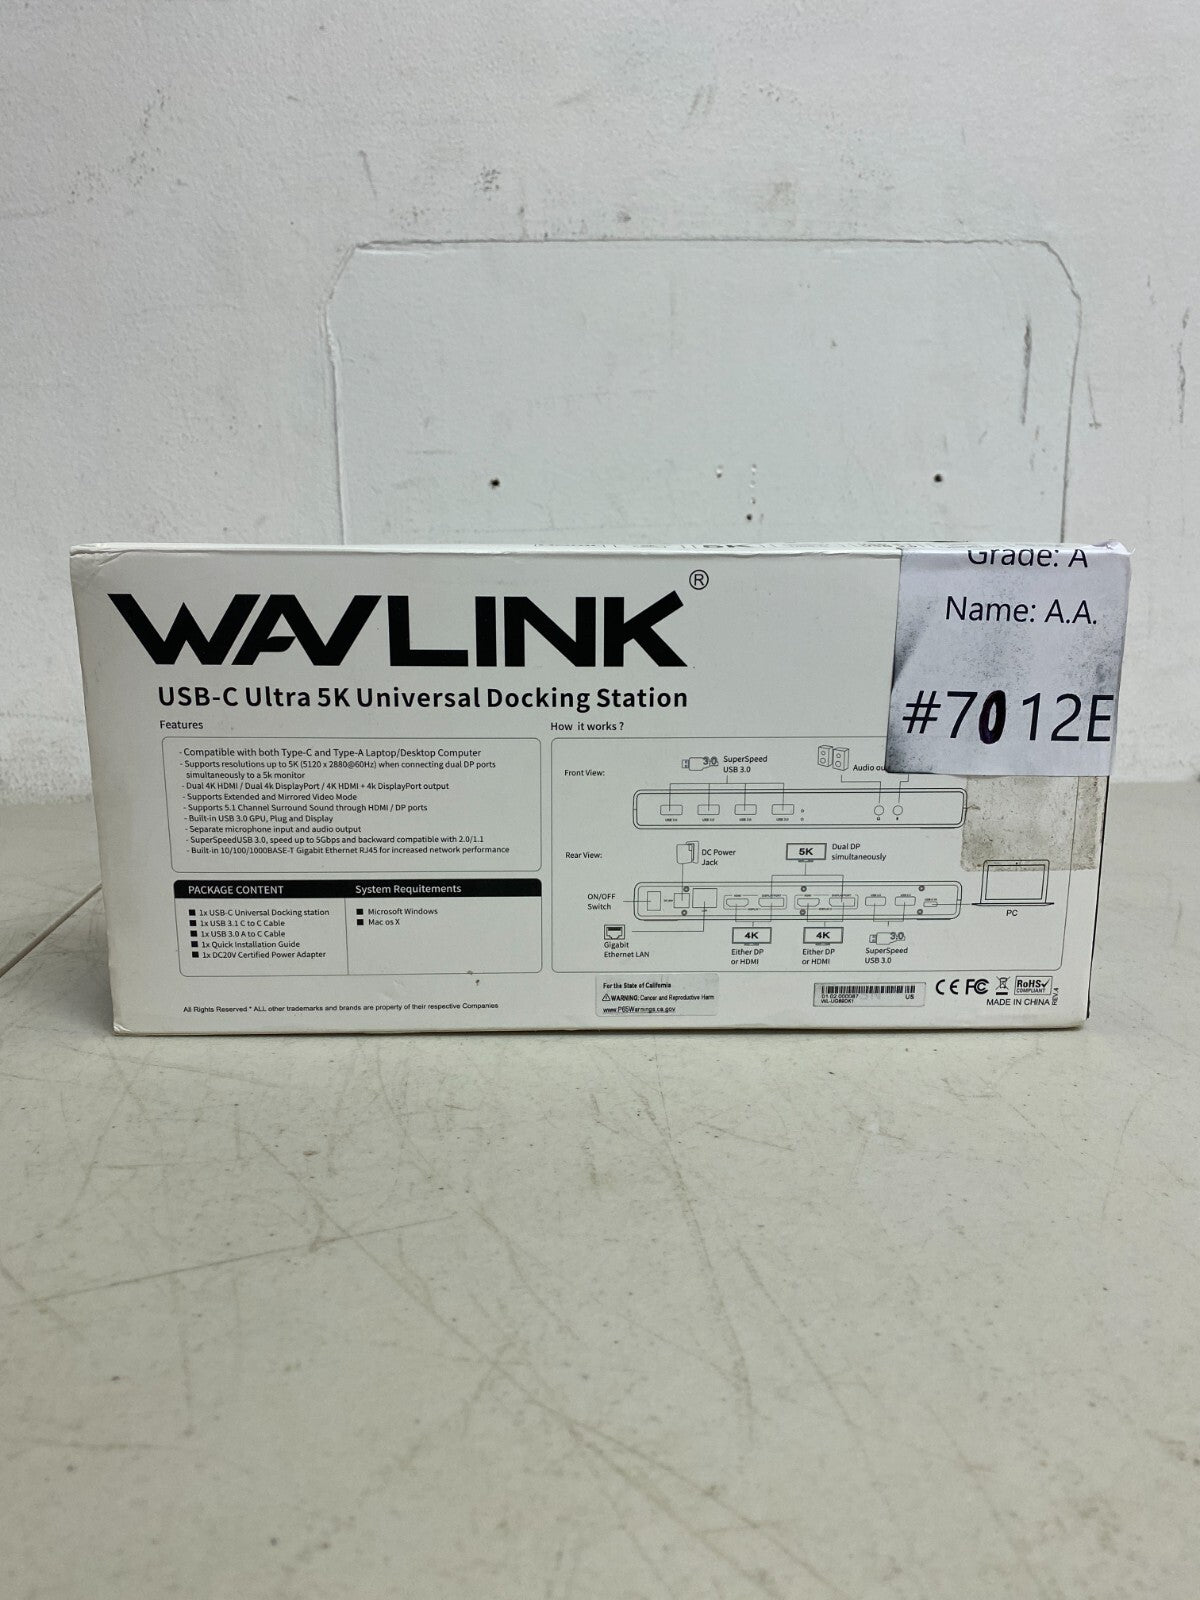 Grade: A
Name: A.A.
#7012E
WAVLINK®
USB-C Ultra 5K Universal Docking Station
Features
- Compatible with both Type-C and Type-A Laptop/Desktop Computer
- Supports resolutions up to 5K (5120 x 2880@60Hz) when connecting dual DP ports
simultaneously to a 5k monitor
- Dual 4K HDMI / Dual 4k DisplayPort / 4K HDMI + 4k DisplayPort output
- Supports Extended and Mirrored Video Mode
- Supports 5.1 Channel Surround Sound through HDMI / DP ports
- Built-in USB 3.0 GPU, Plug and Display
- Separate microphone input and audio output
- SuperSpeedUSB 3.0, speed up to 5Gbps and backward compatible with 2.0/1.1
- Built-in 10/100/1000BASE-T Gigabit Ethernet RJ45 for increased network performance
PACKAGE CONTENT
1x USB-C Universal Docking station
1x USB 3.1 C to C Cable
1x USB 3.0 A to C Cable
1x Quick Installation Guide
1x DC20V Certified Power Adapter
System Requitements
Microsoft Windows
Mac os X
How it works ?
Front View:
3.0
SuperSpeed
USB 3.0
Audio out
Rear View:
DC Power
Jack
5K
Dual DP
simultaneously
ON/OFF
Switch
Gigabit
Ethernet LAN
4K
Either DP
or HDMI
4K
Either DP
or HDMI
3.0
SuperSpeed
USB 3.0
PC
All Rights Reserved * ALL other trademarks and brands are property of their respective Companies
For the State of California
WARNING: Cancer and Reproductive Harm
www.P65Warnings.ca.gov
US
CE FC RoHS
COMPLIANT
MADE IN CHINA
REV.A